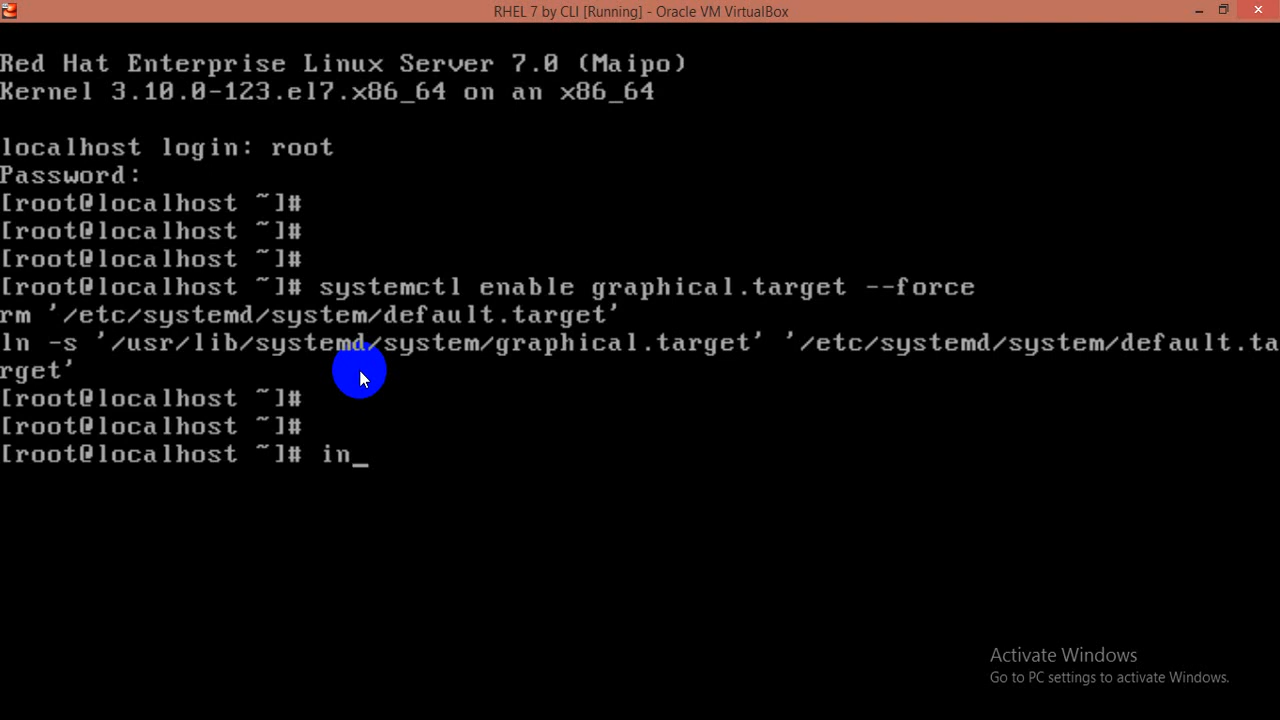 RHEL 7 by CLI [Running] - Oracle VM VirtualBox
Red Hat Enterprise Linux Server 7.0 (Maipo)
Kernel 3.10.0-123.el7.x86_64 on an x86_64
localhost login: root
Password:
[root@localhost ~]#
[root@localhost ~]#
[root@localhost ~]#
[root@localhost ~]# systemctl enable graphical.target --force
rm '/etc/systemd/system/default.target'
ln -s '/usr/lib/systemd/system/graphical.target' '/etc/systemd/system/default.ta
rget'
[root@localhost ~]#
[root@localhost ~]#
[root@localhost ~]# in_
Activate Windows
Go to PC settings to activate Windows.